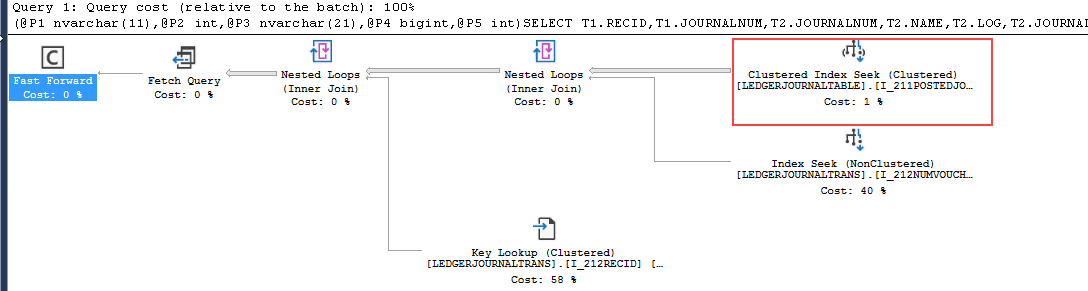 Query 1: Query cost (relative to the batch): 100%
(@P1 nvarchar(11),@P2 int,@P3 nvarchar(21),@P4 bigint,@P5 int)SELECT T1.RECID,T1.JOURNALNUM,T2.JOURNALNUM,T2.NAME,T2.LOG,T2.JOURNAL
Fast Forward
Cost: 0 %
Fetch Query
Cost: 0 %
Nested Loops
(Inner Join)
Cost: 0 %
Nested Loops
(Inner Join)
Cost: 0 %
Clustered Index Seek (Clustered)
[LEDGERJOURNALTABLE].[I_211POSTEDJO…
Cost: 1 %
Index Seek (NonClustered)
[LEDGERJOURNALTRANS].[I_212NUMVOUCH…
Cost: 40 %
Key Lookup (Clustered)
[LEDGERJOURNALTRANS].[I_212RECID] […
Cost: 58 %